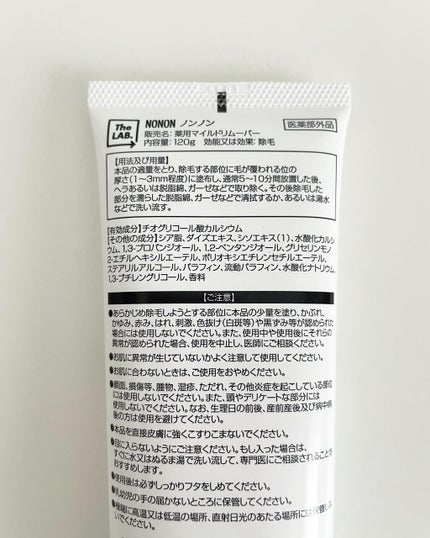 The
LAB.
NONON ノンノン
医薬部外品
販売名: 薬用マイルドリムーバー
内容量: 120g 効能又は効果: 除毛
【用法及び用量】
本品の適量をとり、除毛する部位に毛が覆われる位の
厚さ(1〜3mm程度)に塗布し、通常5〜10分間放置した後、
ヘラあるいは脱脂綿、ガーゼなどで取り除く。その後除毛した
部分を濡らした脱脂綿、ガーゼなどで清拭するか、あるいは湯水
などで洗い流す。
[有効成分]チオグリコール酸カルシウム
[その他の成分]シア脂、ダイズエキス、シソエキス(1)、水酸化カルシ
ウム、1,3-プロパンジオール、1,2-ペンタンジオール、グリセリンモノ
2-エチルヘキシルエーテル、ポリオキシエチレンセチルエーテル、
ステアリルアルコール、パラフィン、流動パラフィン、水酸化ナトリウム、
1,3-ブチレングリコール、香料
【ご注意】
●あらかじめ除毛しようとする部位に本品の少量を塗り、かぶれ、
かゆみ、赤み、はれ、刺激、色抜け(白斑等)や黒ずみ等が認められた
場合には使用しないでください。また、使用中や使用後にそれらの
異常が認められた場合、使用を中止し、医師にご相談ください。
●お肌に異常が生じていないかよく注意して使用してください。
●お肌に合わないときは、ご使用をおやめください。
●顔面、損傷等、腫物、湿疹、ただれ、その他炎症を起こしている部位
には使用しないでください。また、頭やデリケートな部分には
使用しないでください。なお、生理日の前後、産前産後及び病中病
後の方は使用を避けてください。
●本品を直接皮膚に強くこすりこまないでください。
●目に入らないようにご注意ください。もし入った場合は、
すぐに水又はぬるま湯で洗い流して、専門医にご相談されることを
おすすめします。
●使用後は必ずしっかりフタをしめてください。
●乳幼児の手の届かないところに保管してください。
●極端に高温又は低温の場所、直射日光のあたる場所には保管しな
いでください。